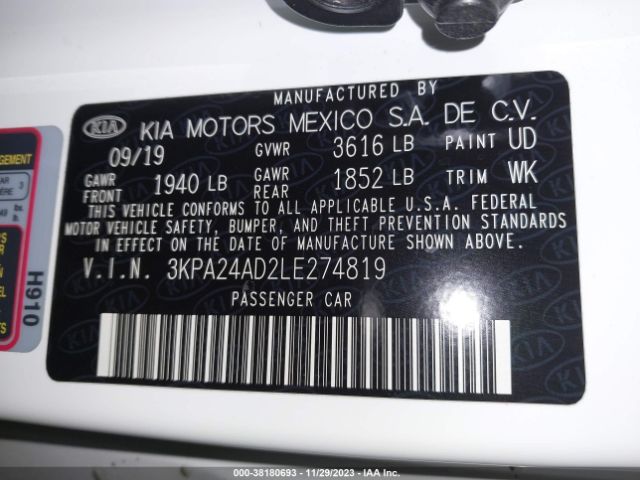 MANUFACTURED BY
KIA KIA MOTORS MEXICO S.A. DE C.V.
09/19 GVWR 3616 LB PAINT UD
GAWR FRONT 1940 LB GAWR REAR 1852 LB TRIM WK
THIS VEHICLE CONFORMS TO ALL APPLICABLE U.S.A. FEDERAL
MOTOR VEHICLE SAFETY, BUMPER, AND THEFT PREVENTION STANDARDS
IN EFFECT ON THE DATE OF MANUFACTURE SHOWN ABOVE.
V.I.N. 3KPA24AD2LE274819
PASSENGER CAR
H910
000-38180693 - 11/29/2023 - IAA Inc.